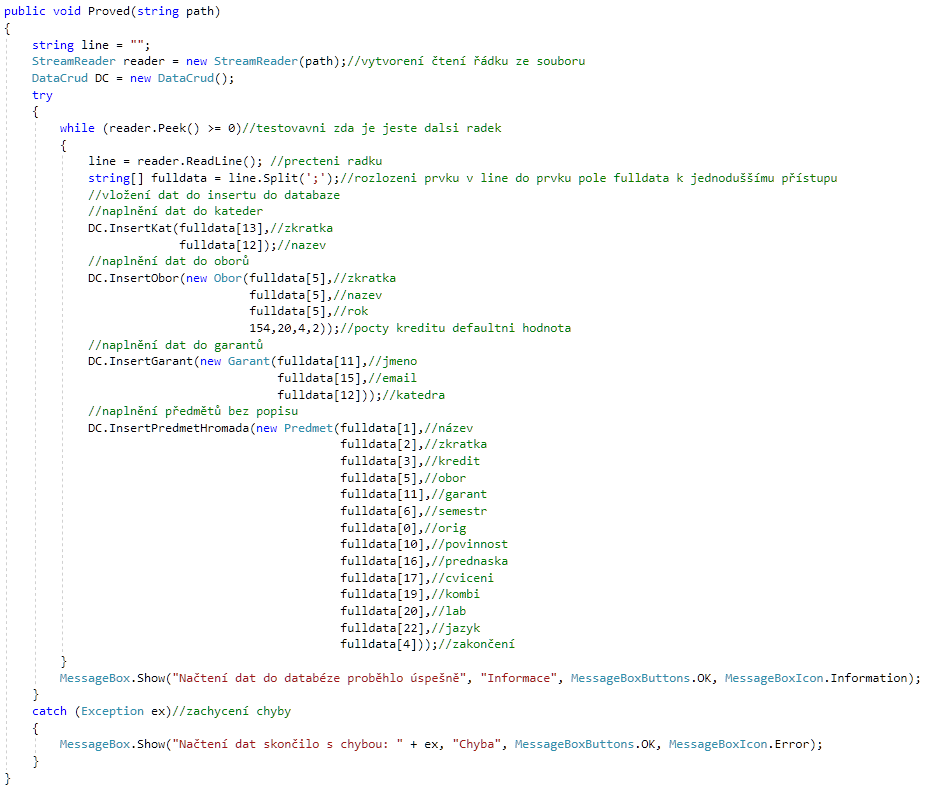 public void Proved(string path)
{
string line = "";
StreamReader reader = new StreamReader(path);//vytvorení čtení řádku ze souboru
DataCrud DC = new DataCrud();
try
{
while (reader.Peek() >= 0)//testovavni zda je jeste dalsi radek
{
line = reader.ReadLine(); //precteni radku
string[] fulldata = line.Split(';');//rozlozeni prvku v line do prvku pole fulldata k jednoduššímu přístupu
//vložení dat do insertu do databaze
//naplnění dat do kateder
DC.InsertKat(fulldata[13],//zkratka
fulldata[12]);//nazev
//naplnění dat do oborů
DC.InsertObor(new Obor(fulldata[5],//zkratka
fulldata[5],//nazev
fulldata[5],//rok
154,20,4,2));//pocty kreditu defaultni hodnota
//naplnění dat do garantů
DC.InsertGarant(new Garant(fulldata[11],//jmeno
fulldata[15],//email
fulldata[12]));//katedra
//naplnění předmětů bez popisu
DC.InsertPredmetHromada(new Predmet(fulldata[1],//název
fulldata[2],//zkratka
fulldata[3],//kredit
fulldata[5],//obor
fulldata[11],//garant
fulldata[6],//semestr
fulldata[0],//orig
fulldata[10],//povinnost
fulldata[16],//prednaska
fulldata[17],//cviceni
fulldata[19],//kombi
fulldata[20],//lab
fulldata[22],//jazyk
fulldata[4]));//zakončení
}
MessageBox.Show("Načtení dat do databéze proběhlo úspešně", "Informace", MessageBoxButtons.OK, MessageBoxIcon.Information);
}
catch (Exception ex)//zachycení chyby
{
MessageBox.Show("Načtení dat skončilo s chybou: " + ex, "Chyba", MessageBoxButtons.OK, MessageBoxIcon.Error);
}
}